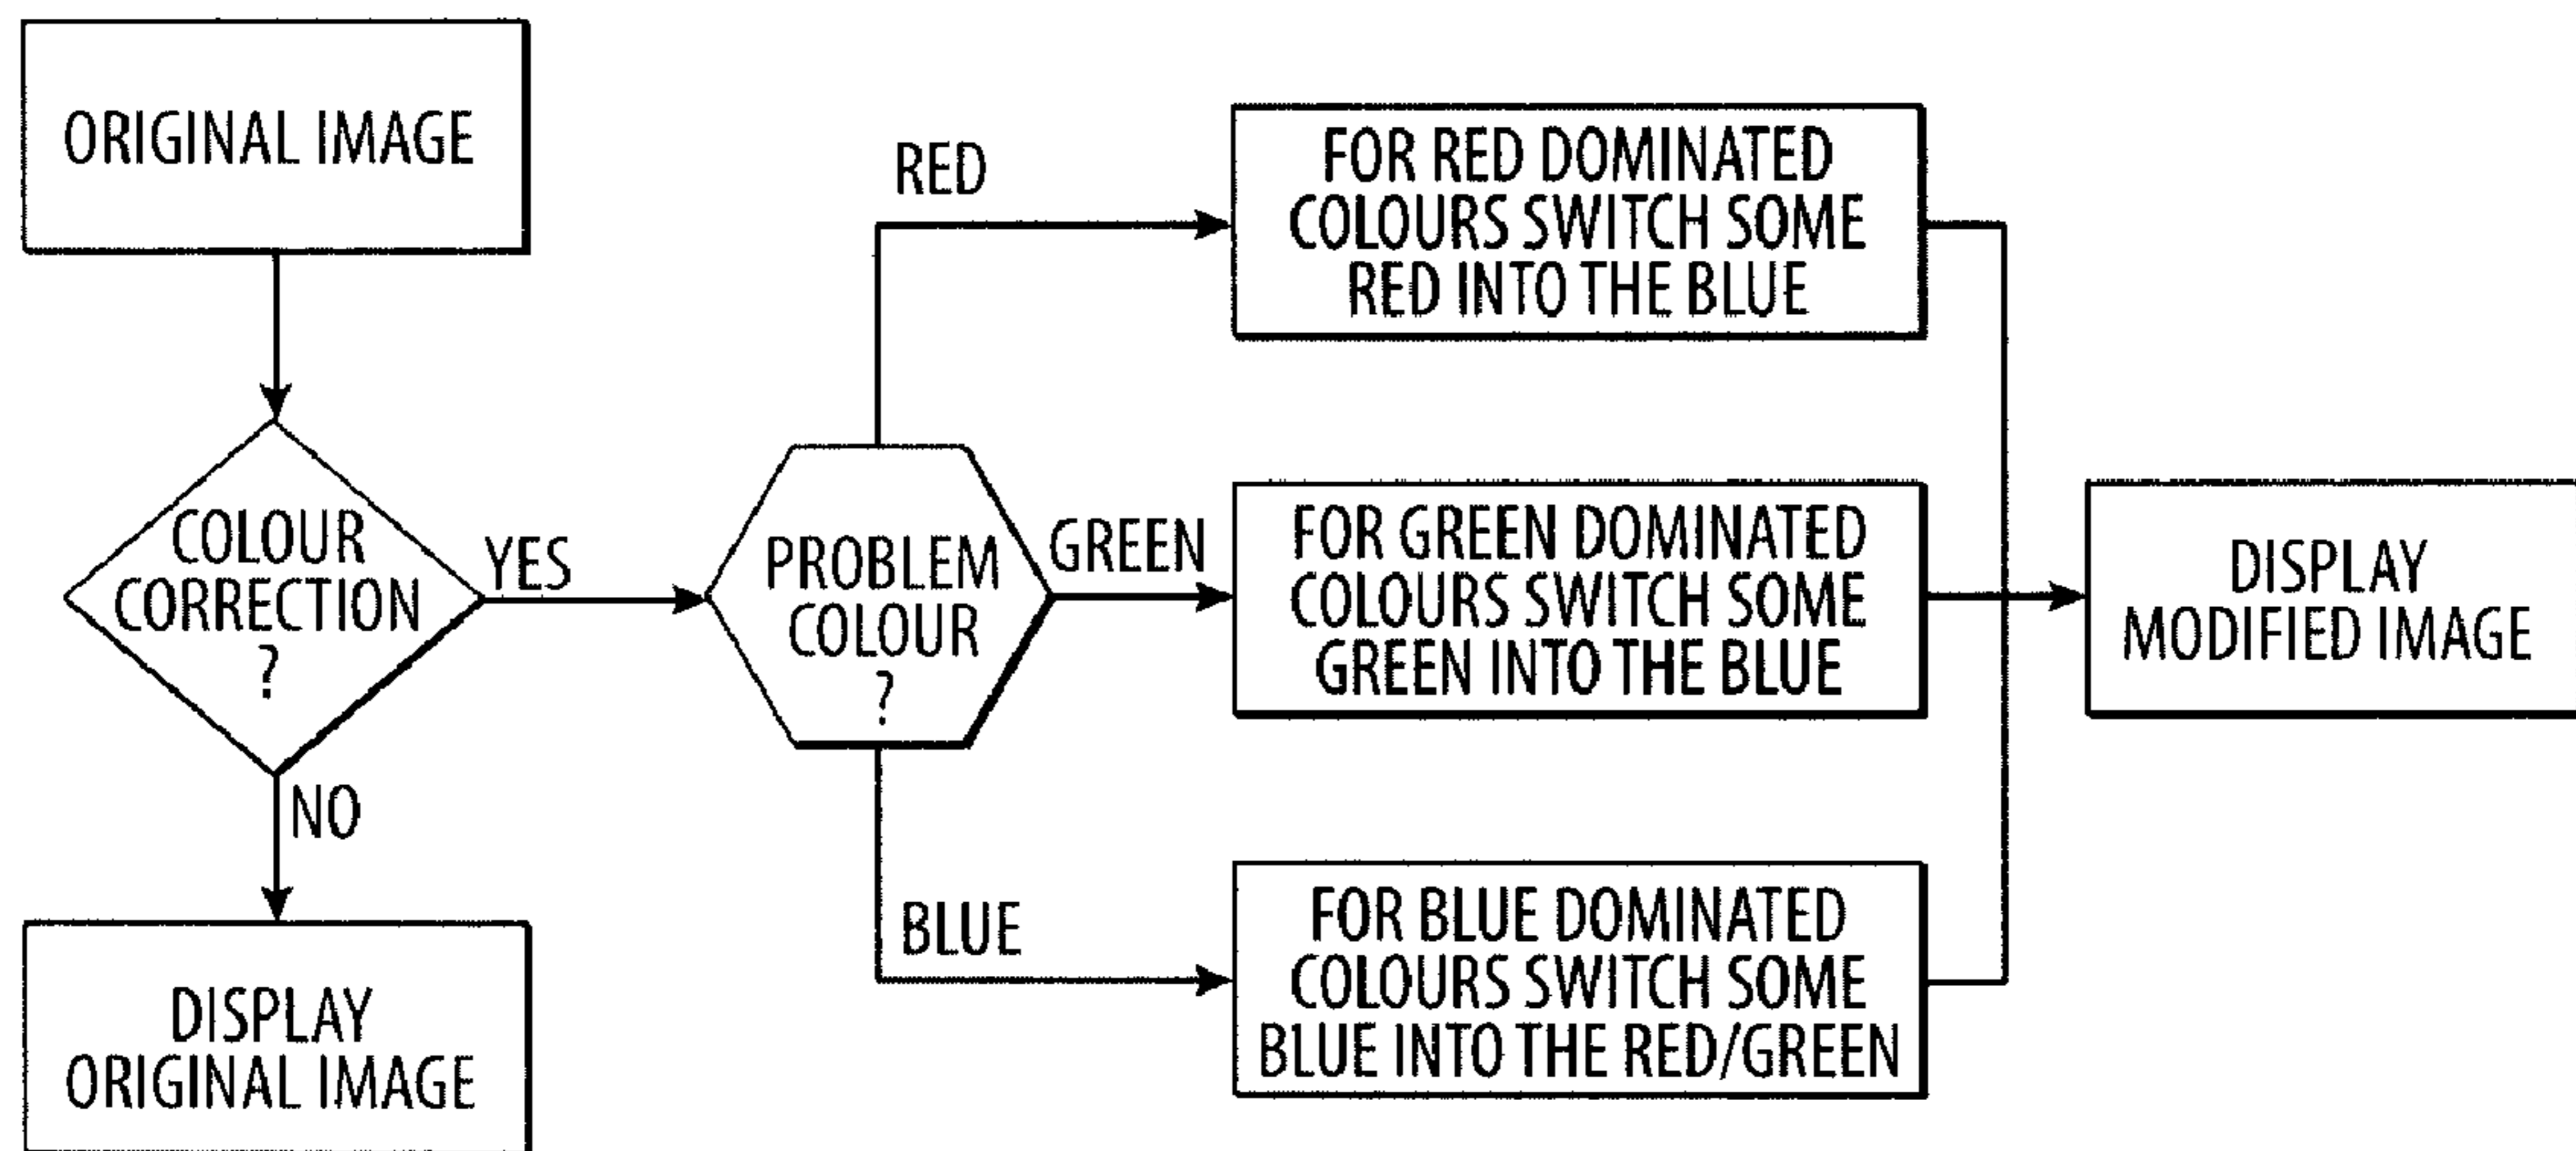 ORIGINAL IMAGE
COLOUR
CORRECTION
?
YES
NO
DISPLAY
ORIGINAL IMAGE
PROBLEM
COLOUR
?
RED
FOR RED DOMINATED
COLOURS SWITCH SOME
RED INTO THE BLUE
GREEN
FOR GREEN DOMINATED
COLOURS SWITCH SOME
GREEN INTO THE BLUE
BLUE
FOR BLUE DOMINATED
COLOURS SWITCH SOME
BLUE INTO THE RED/GREEN
DISPLAY
MODIFIED IMAGE